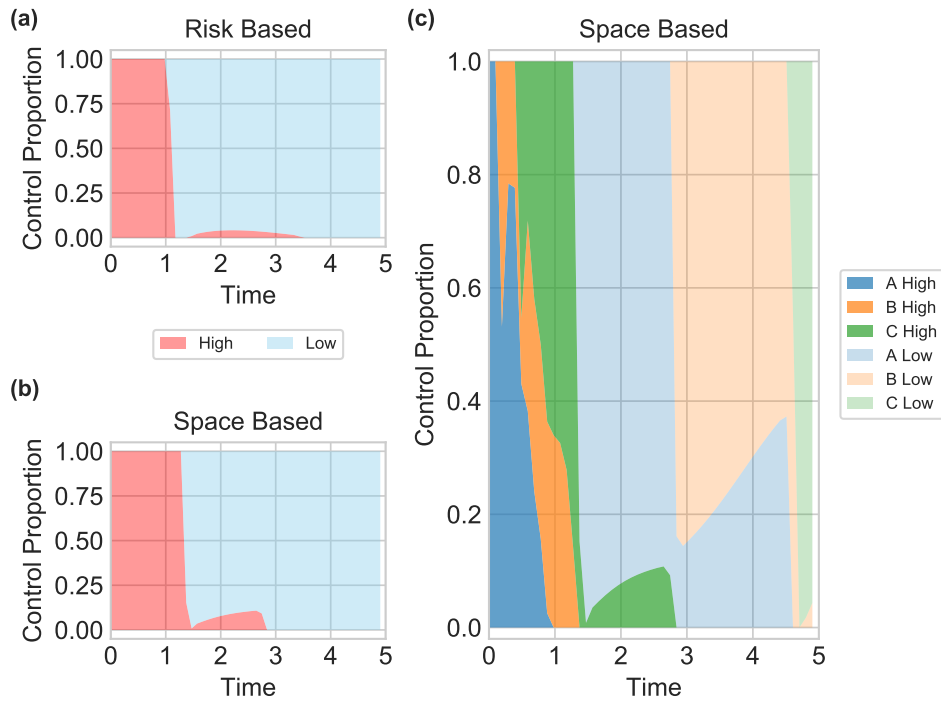 (a)
Risk Based
Control Proportion
1.00
0.75
0.50
0.25
0.00
0 1 2 3 4 5
Time
High Low
(b)
Space Based
Control Proportion
1.00
0.75
0.50
0.25
0.00
0 1 2 3 4 5
Time
(c)
Space Based
Control Proportion
1.0
0.8
0.6
0.4
0.2
0.0
0 1 2 3 4 5
Time
A High
B High
C High
A Low
B Low
C Low